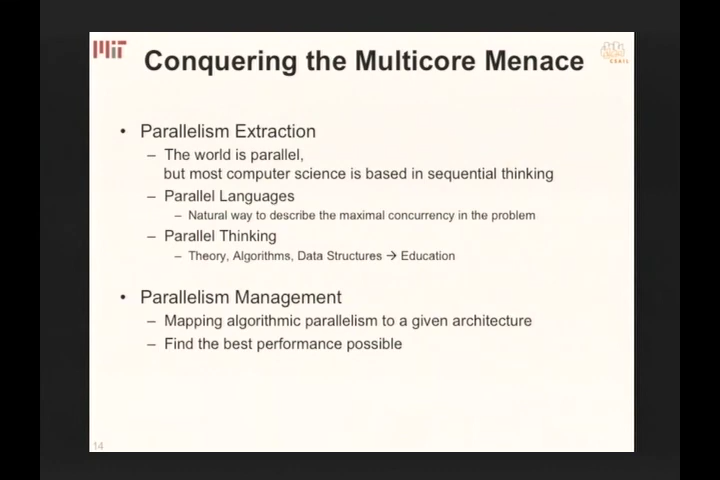 MIT
Conquering the Multicore Menace
CSAIL
• Parallelism Extraction
– The world is parallel,
but most computer science is based in sequential thinking
– Parallel Languages
– Natural way to describe the maximal concurrency in the problem
– Parallel Thinking
– Theory, Algorithms, Data Structures → Education
• Parallelism Management
– Mapping algorithmic parallelism to a given architecture
– Find the best performance possible
14